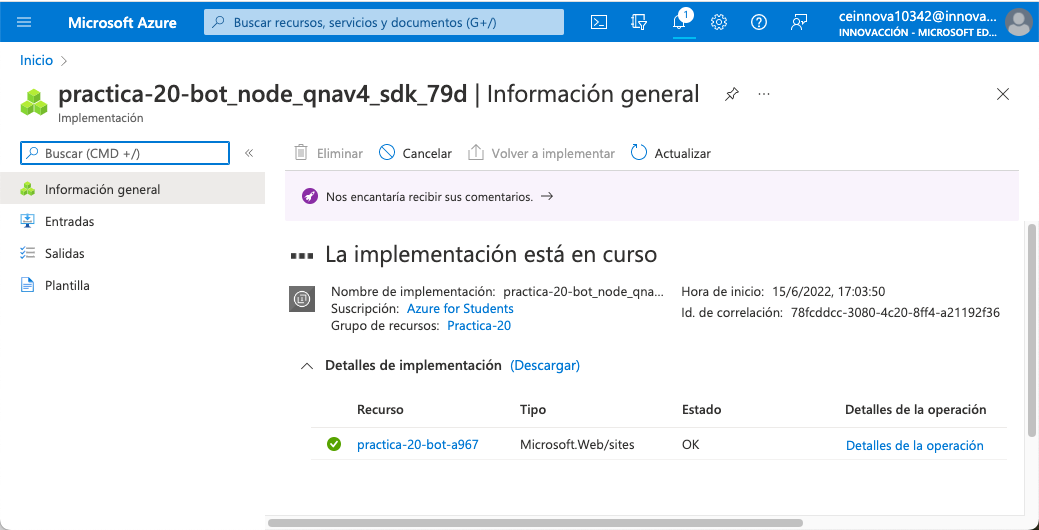 Microsoft Azure
Buscar recursos, servicios y documentos (G+/)
1
ceinnova10342@innova...
INNOVACCIÓN - MICROSOFT ED...
Inicio
practica-20-bot_node_qnav4_sdk_79d | Información general
...
Implementación
Buscar (CMD +/)
«
Eliminar
Cancelar
Volver a implementar
Actualizar
Información general
Entradas
Salidas
Plantilla
Nos encantaría recibir sus comentarios. →
La implementación está en curso
Nombre de implementación: practica-20-bot_node_qna...
Suscripción: Azure for Students
Grupo de recursos: Practica-20
Hora de inicio: 15/6/2022, 17:03:50
Id. de correlación: 78fcddcc-3080-4c20-8ff4-a21192f36
Detalles de implementación (Descargar)
Recurso Tipo Estado Detalles de la operación
practica-20-bot-a967 Microsoft.Web/sites OK Detalles de la operación